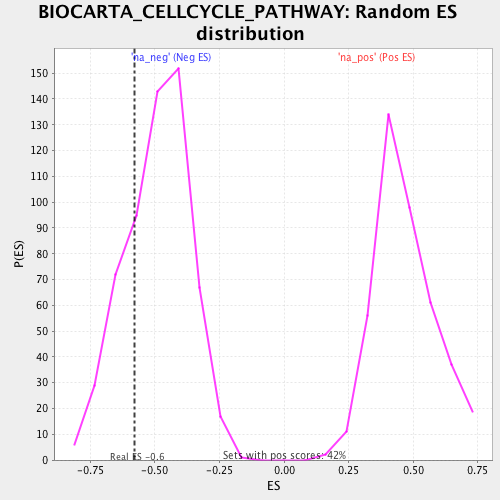 BIOCARTA_CELLCYCLE_PATHWAY: Random ES
distribution
'na_neg' (Neg ES)
'na_pos' (Pos ES)
150
140
130
120
110
100
90
80
70
60
50
40
30
20
10
0
P(ES)
Real ES -0.6
Sets with pos scores: 42%
-0.75
-0.50
-0.25
0.00
0.25
0.50
0.75
ES